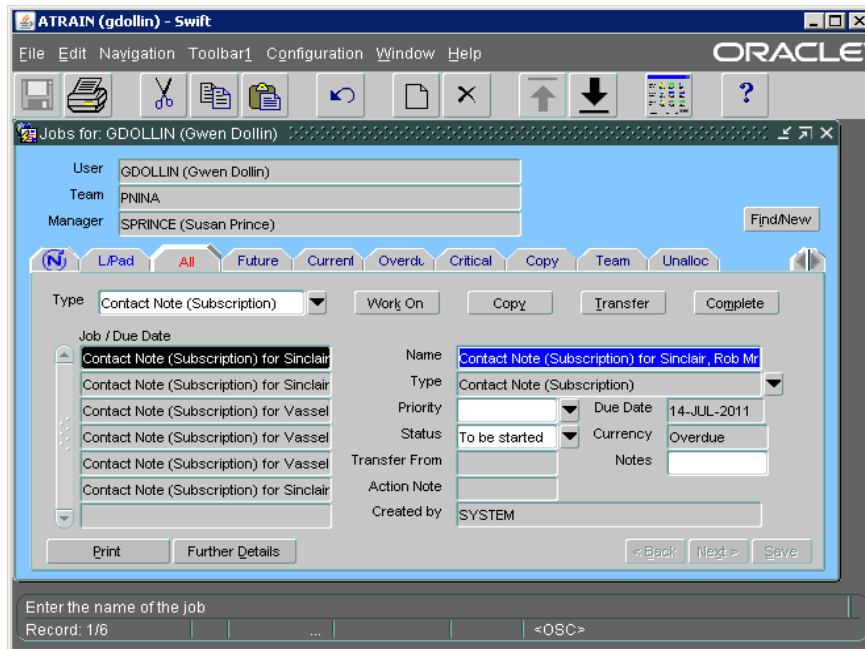 ATRAIN (gdollin) - Swift
File Edit Navigation Toolbar1 Configuration Window Help
ORACLE
?
Jobs for: GDOLLIN (Gwen Dollin)
User GDOLLIN (Gwen Dollin)
Team PNINA
Manager SPRINCE (Susan Prince)
Find/New
N L/Pad All Future Current Overdu Critical Copy Team Unalloc
Type Contact Note (Subscription) Work On Copy Transfer Complete
Job / Due Date
Contact Note (Subscription) for Sinclair Name Contact Note (Subscription) for Sinclair, Rob Mr
Contact Note (Subscription) for Sinclair Type Contact Note (Subscription)
Contact Note (Subscription) for Vassel Priority Due Date 14-JUL-2011
Contact Note (Subscription) for Vassel Status To be started Currency Overdue
Contact Note (Subscription) for Vassel Transfer From Notes
Contact Note (Subscription) for Sinclair Action Note
Created by SYSTEM
Print Further Details < Back Next > Save
Enter the name of the job
Record: 1/6 ... <OSC>